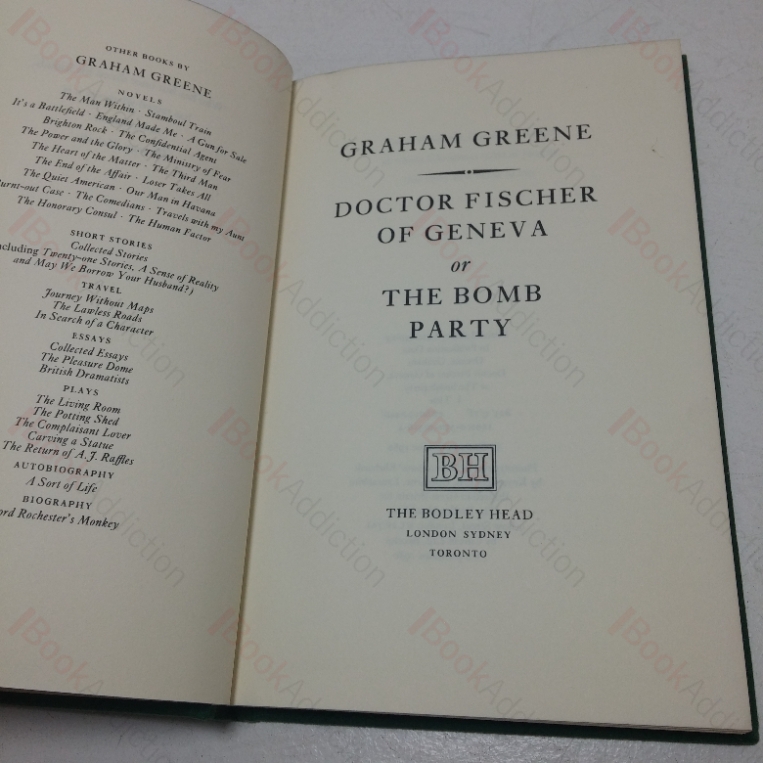 OTHER BOOKS BY
GRAHAM GREENE
NOVELS
The Man Within · Stamboul Train
It's a Battlefield · England Made Me · A Gun for Sale
Brighton Rock · The Confidential Agent
The Power and the Glory · The Ministry of Fear
The Heart of the Matter · The Third Man
The End of the Affair · Loser Takes All
The Quiet American · Our Man in Havana
urnt-out Case · The Comedians · Travels with my Aunt
The Honorary Consul · The Human Factor
SHORT STORIES
Collected Stories
ncluding Twenty-one Stories, A Sense of Reality
and May We Borrow Your Husband?)
TRAVEL
Journey Without Maps
The Lawless Roads
In Search of a Character
ESSAYS
Collected Essays
The Pleasure Dome
British Dramatists
PLAYS
The Living Room
The Potting Shed
The Complaisant Lover
Carving a Statue
The Return of A.J. Raffles
AUTOBIOGRAPHY
A Sort of Life
BIOGRAPHY
ord Rochester's Monkey
GRAHAM GREENE
DOCTOR FISCHER
OF GENEVA
or
THE BOMB
PARTY
BH
THE BODLEY HEAD
LONDON SYDNEY
TORONTO
BookAddiction